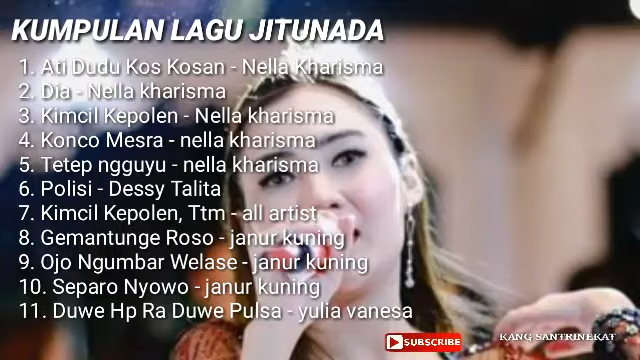 KUMPULAN LAGU JITUNADA
1. Ati Dudu Kos Kosan - Nella Kharisma
2. Dia - Nella kharisma
3. Kimcil Kepolen - Nella kharisma
4. Konco Mesra - nella kharisma
5. Tetep ngguyu - nella kharisma
6. Polisi - Dessy Talita
7. Kimcil Kepolen, Ttm - all artist
8. Gemantunge Roso - janur kuning
9. Ojo Ngumbar Welase - janur kuning
10. Separo Nyowo - janur kuning
11. Duwe Hp Ra Duwe Pulsa - yulia vanesa
SUBSCRIBE
KANG SANTRINEKAT